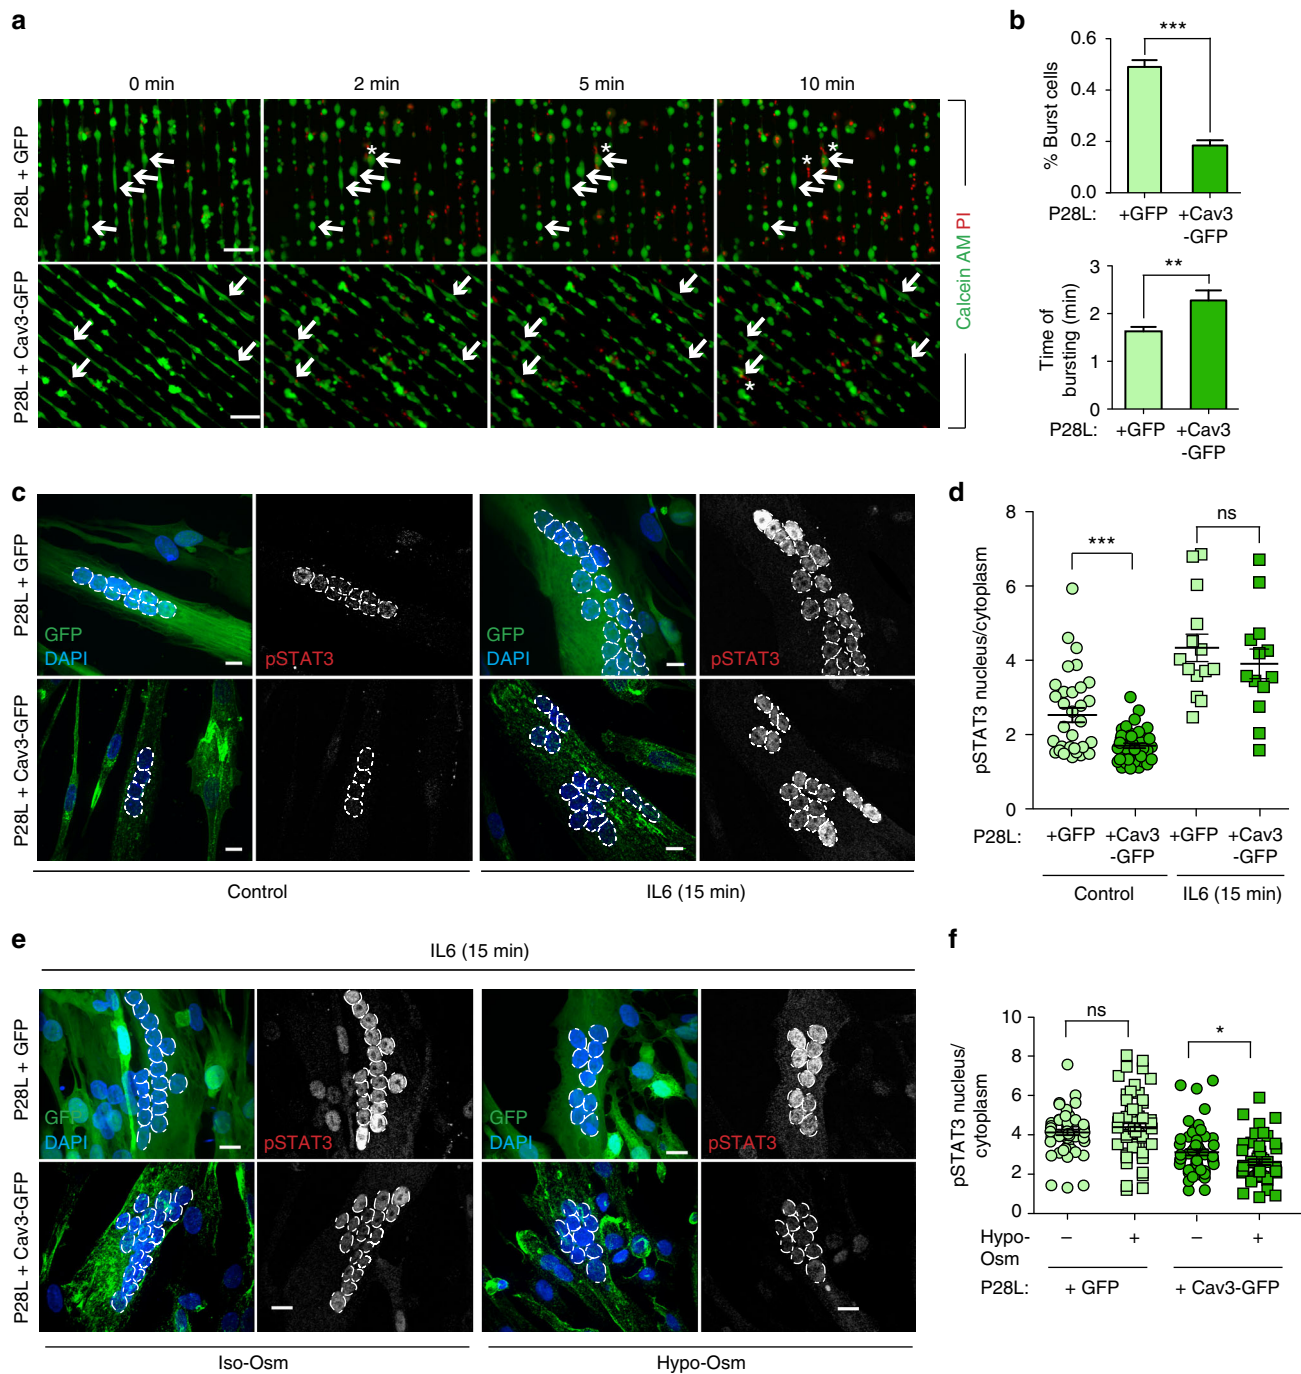 a
0 min
2 min
5 min
10 min
P28L + GFP
P28L + Cav3-GFP
*
*
*
*
*
Calcein AM PI
b
***
% Burst cells
0.6
0.4
0.2
0.0
P28L: +GFP +Cav3
-GFP
**
Time of
bursting (min)
3
2
1
0
P28L: +GFP +Cav3
-GFP
c
P28L + GFP
P28L + Cav3-GFP
GFP
DAPI
pSTAT3
GFP
DAPI
pSTAT3
Control
IL6 (15 min)
d
pSTAT3 nucleus/cytoplasm
8
6
4
2
0
***
ns
P28L: +GFP +Cav3 +GFP +Cav3
-GFP -GFP
Control IL6 (15 min)
e
IL6 (15 min)
P28L + GFP
P28L + Cav3-GFP
GFP
DAPI
pSTAT3
GFP
DAPI
pSTAT3
Iso-Osm
Hypo-Osm
f
pSTAT3 nucleus/
cytoplasm
10
8
6
4
2
0
ns
*
Hypo-
Osm
– + – +
P28L: + GFP + Cav3-GFP